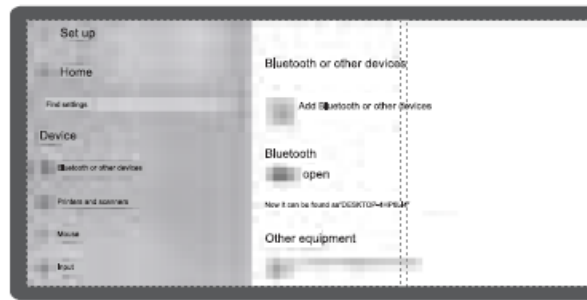 Set up
Home
Find settings
Device
Bluetooth or other devices
Printers and scanners
Mouse
Input
Bluetooth or other devices
Add Bluetooth or other devices
Bluetooth
open
Now it can be found as
Other equipment